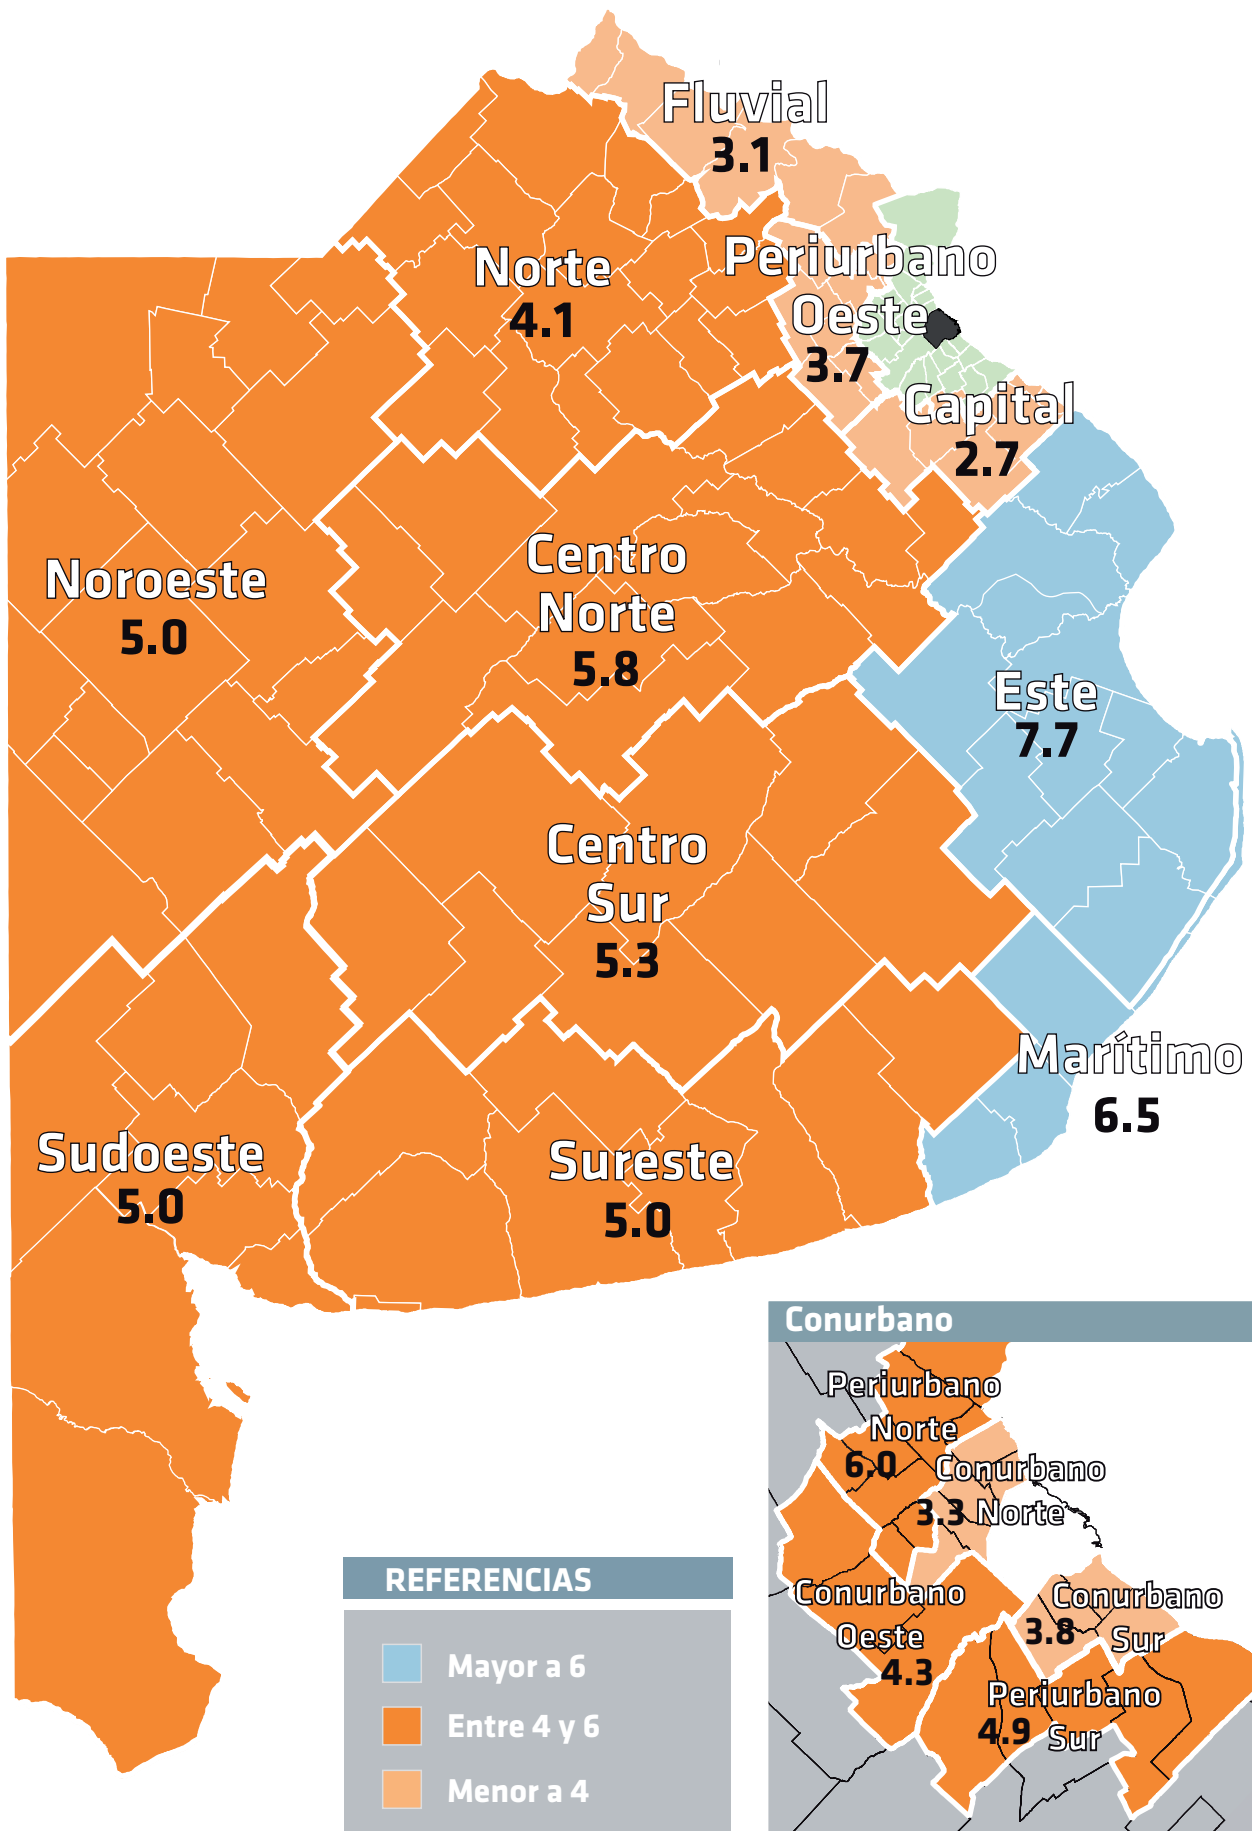 Fluvial
3.1
Periurbano
Oeste
3.7
Norte
4.1
Capital
2.7
Noroeste
5.0
Centro
Norte
5.8
Este
7.7
Centro
Sur
5.3
Marítimo
6.5
Sudoeste
5.0
Sureste
5.0
Conurbano
Periurbano
Norte
6.0
Conurbano
3.3 Norte
Conurbano
Oeste
4.3
Conurbano
3.8 Sur
Periurbano
4.9 Sur
REFERENCIAS
Mayor a 6
Entre 4 y 6
Menor a 4